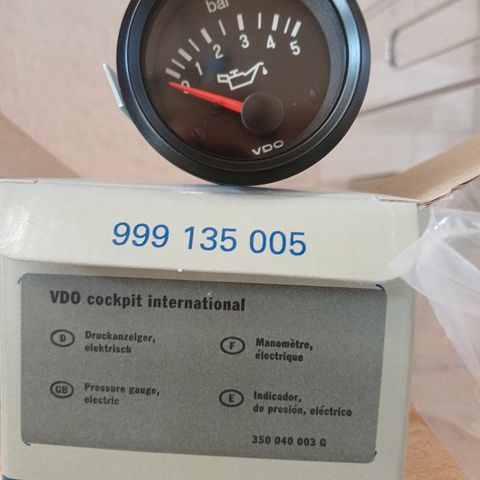 bar
0 1 2 3 4 5
VDO
999 135 005
VDO cockpit international
D Druckanzeiger,
elektrisch
F Manomètre,
électrique
GB Pressure gauge,
electric
E Indicador,
de presión, eléctrico
350 040 003 G